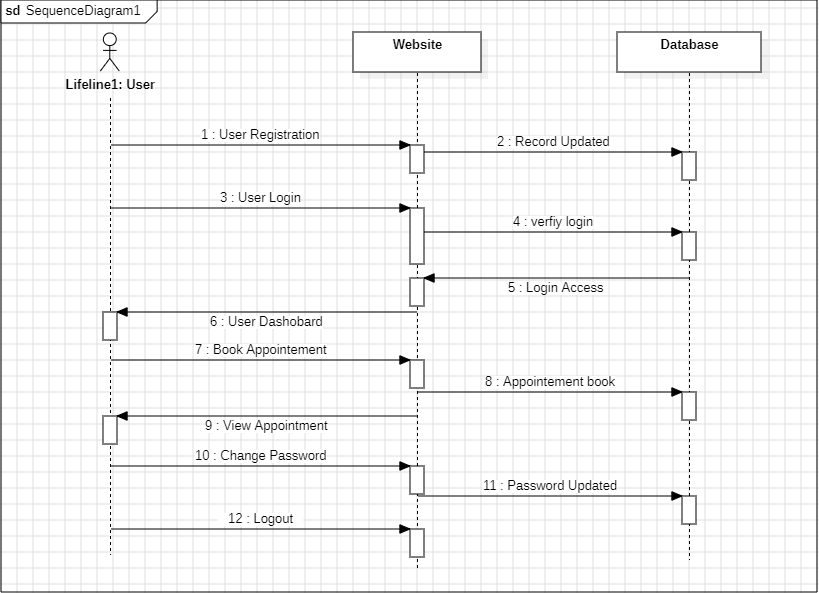 sd SequenceDiagram1
Website
Database
Lifeline1: User
1 : User Registration
2 : Record Updated
3 : User Login
4 : verfiy login
5 : Login Access
6 : User Dashobard
7 : Book Appointement
8 : Appointement book
9 : View Appointment
10 : Change Password
11 : Password Updated
12 : Logout